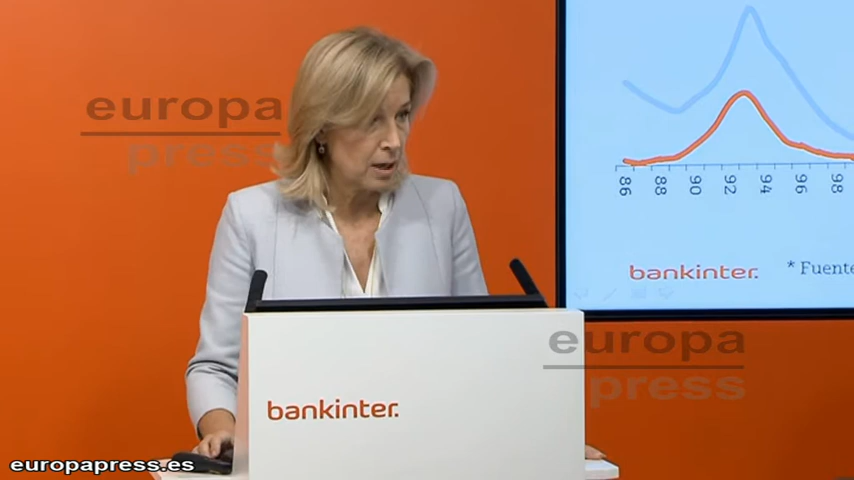 europa
press
86
88
90
92
94
96
98
bankinter.
* Fuente
europa
press
bankinter.
europapress.es